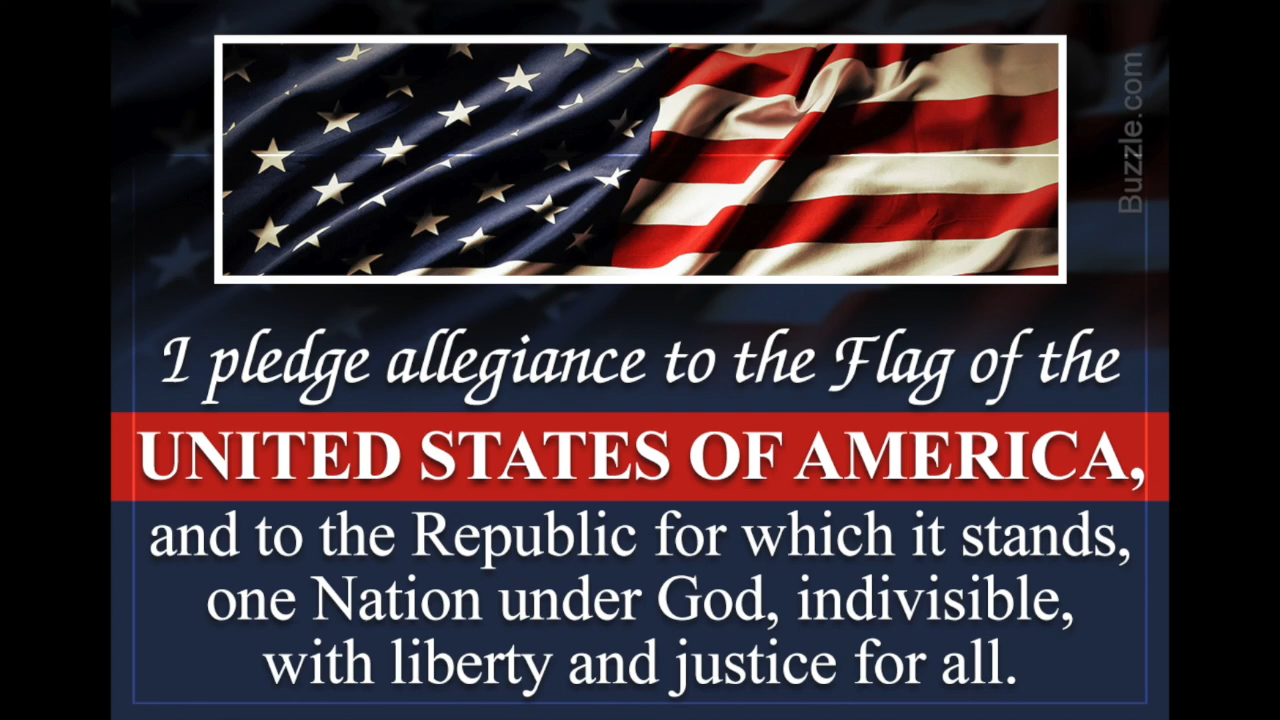 Buzzle.com
I pledge allegiance to the Flag of the
UNITED STATES OF AMERICA,
and to the Republic for which it stands,
one Nation under God, indivisible,
with liberty and justice for all.